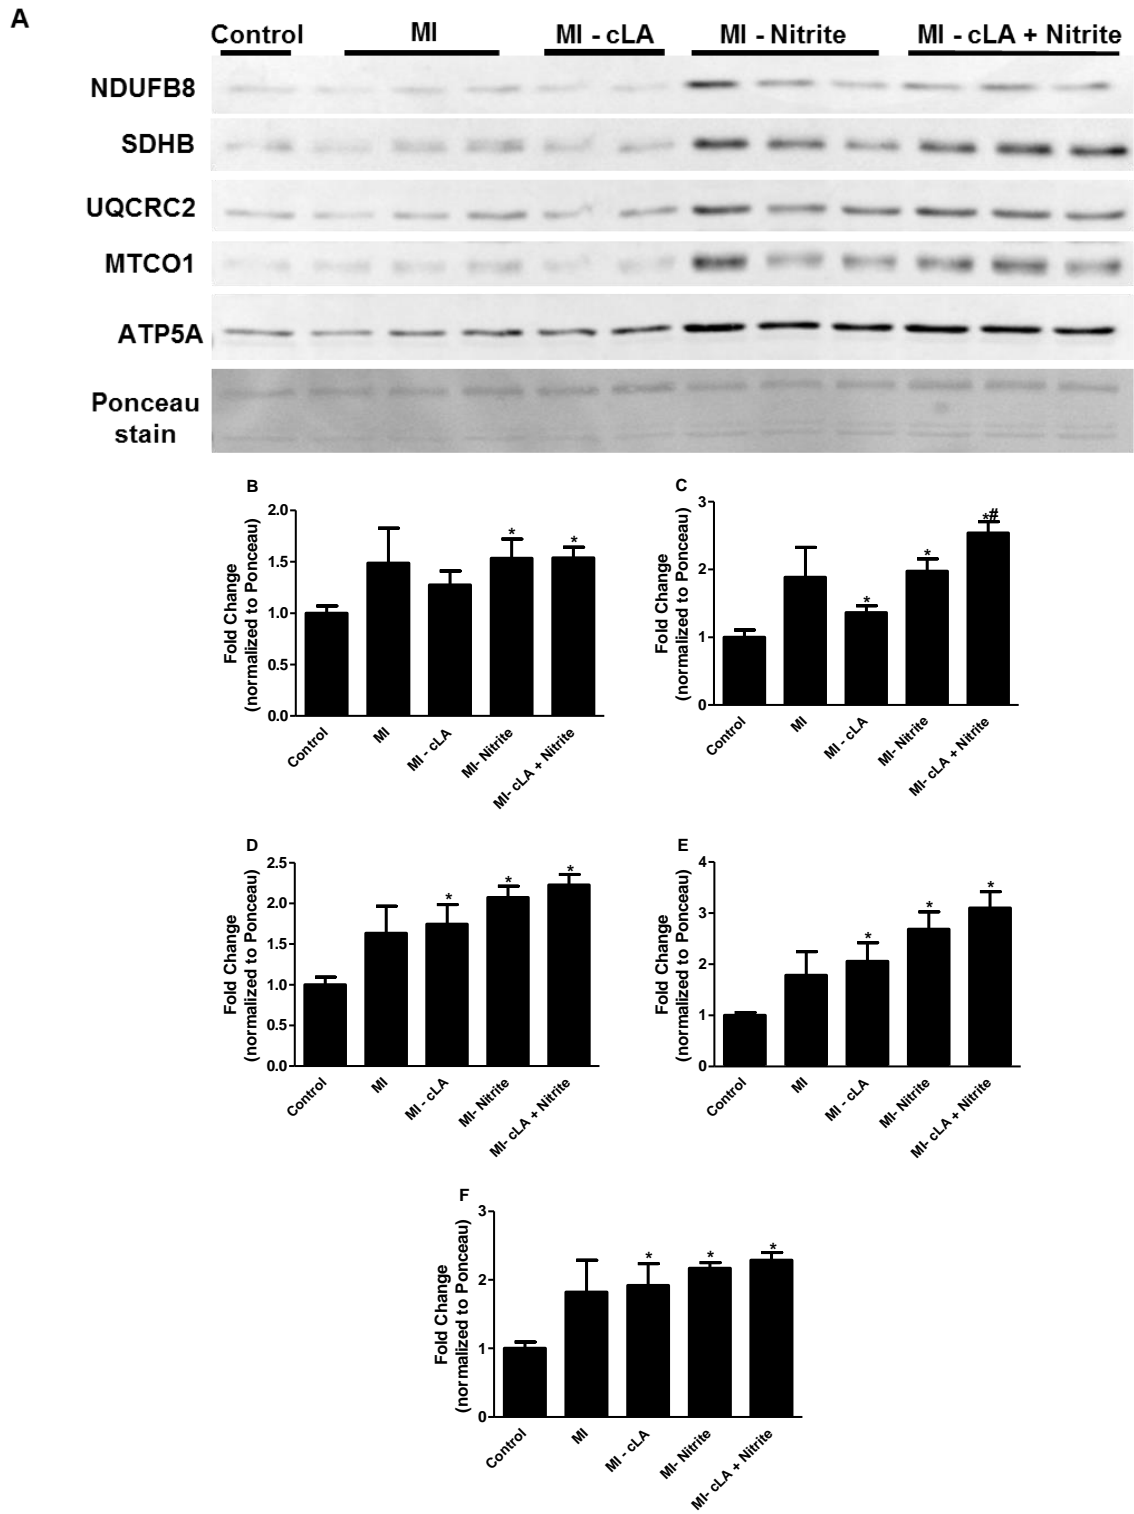 A
Control MI MI - cLA MI - Nitrite MI - cLA + Nitrite
NDUFB8
SDHB
UQCRC2
MTCO1
ATP5A
Ponceau
stain
B
Fold Change
(normalized to Ponceau)
2.0
1.5
1.0
0.5
0.0
* *
Control MI MI - cLA MI- Nitrite MI- cLA + Nitrite
C
Fold Change
(normalized to Ponceau)
3
2
1
0
* * *#
Control MI MI - cLA MI- Nitrite MI- cLA + Nitrite
D
Fold Change
(normalized to Ponceau)
2.5
2.0
1.5
1.0
0.5
0.0
* * *
Control MI MI - cLA MI- Nitrite MI- cLA + Nitrite
E
Fold Change
(normalized to Ponceau)
4
3
2
1
0
* * *
Control MI MI - cLA MI- Nitrite MI- cLA + Nitrite
F
Fold Change
(normalized to Ponceau)
3
2
1
0
* * *
Control MI MI - cLA MI- Nitrite MI- cLA + Nitrite